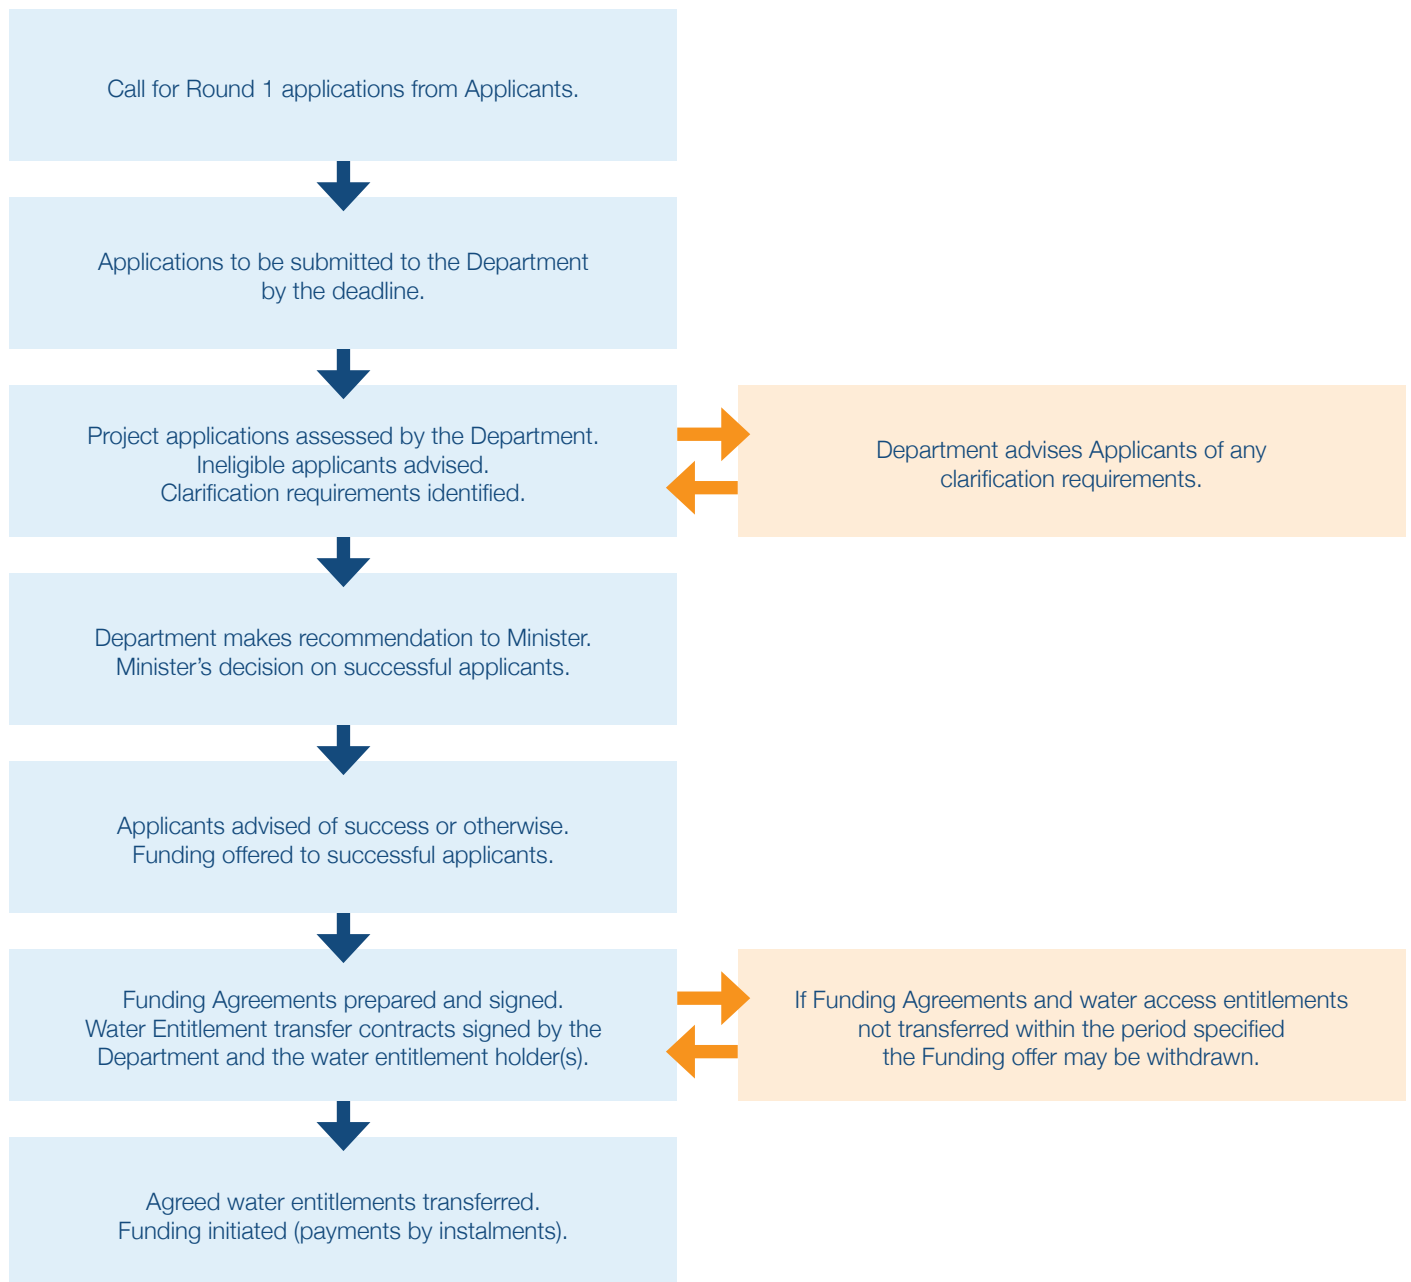 Call for Round 1 applications from Applicants.
Applications to be submitted to the Department
by the deadline.
Project applications assessed by the Department.
Ineligible applicants advised.
Clarification requirements identified.
Department advises Applicants of any
clarification requirements.
Department makes recommendation to Minister.
Minister’s decision on successful applicants.
Applicants advised of success or otherwise.
Funding offered to successful applicants.
Funding Agreements prepared and signed.
Water Entitlement transfer contracts signed by the
Department and the water entitlement holder(s).
If Funding Agreements and water access entitlements
not transferred within the period specified
the Funding offer may be withdrawn.
Agreed water entitlements transferred.
Funding initiated (payments by instalments).